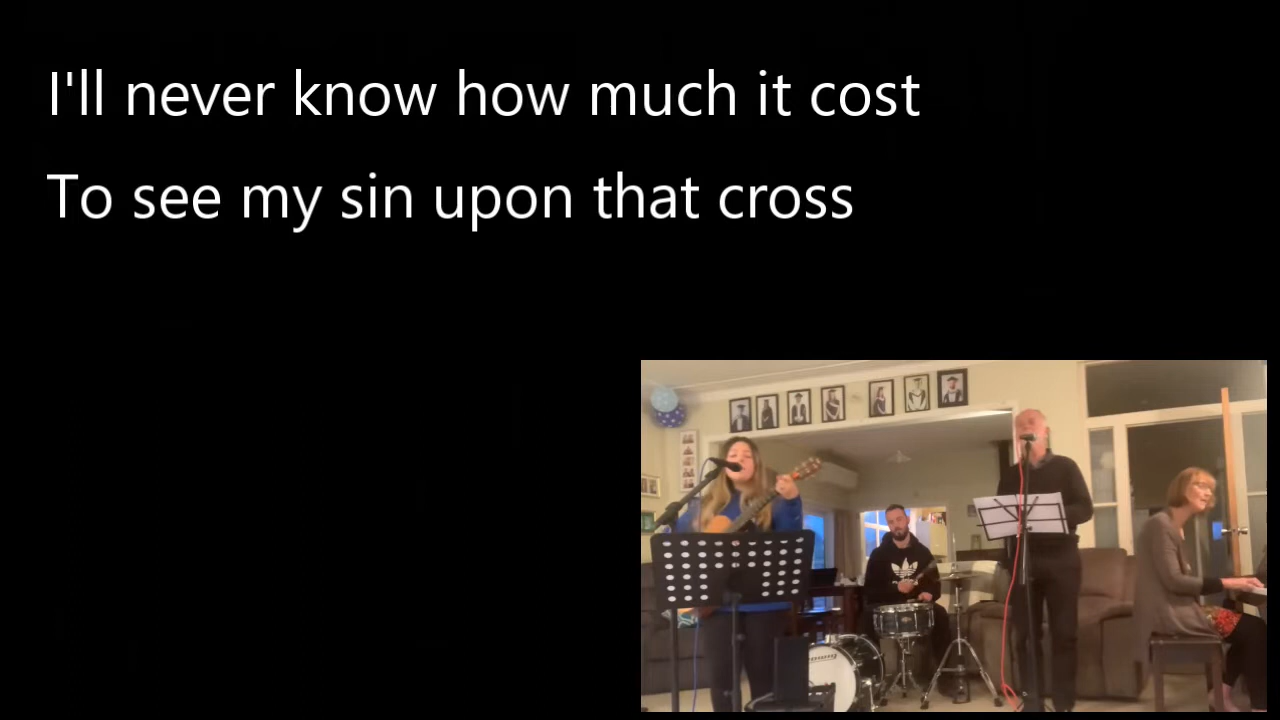 I'll never know how much it cost
To see my sin upon that cross